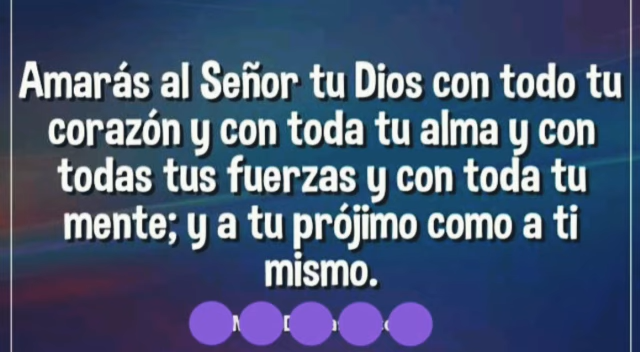 Amarás al Señor tu Dios con todo tu
corazón y con toda tu alma y con
todas tus fuerzas y con toda tu
mente; y a tu prójimo como a ti
mismo.